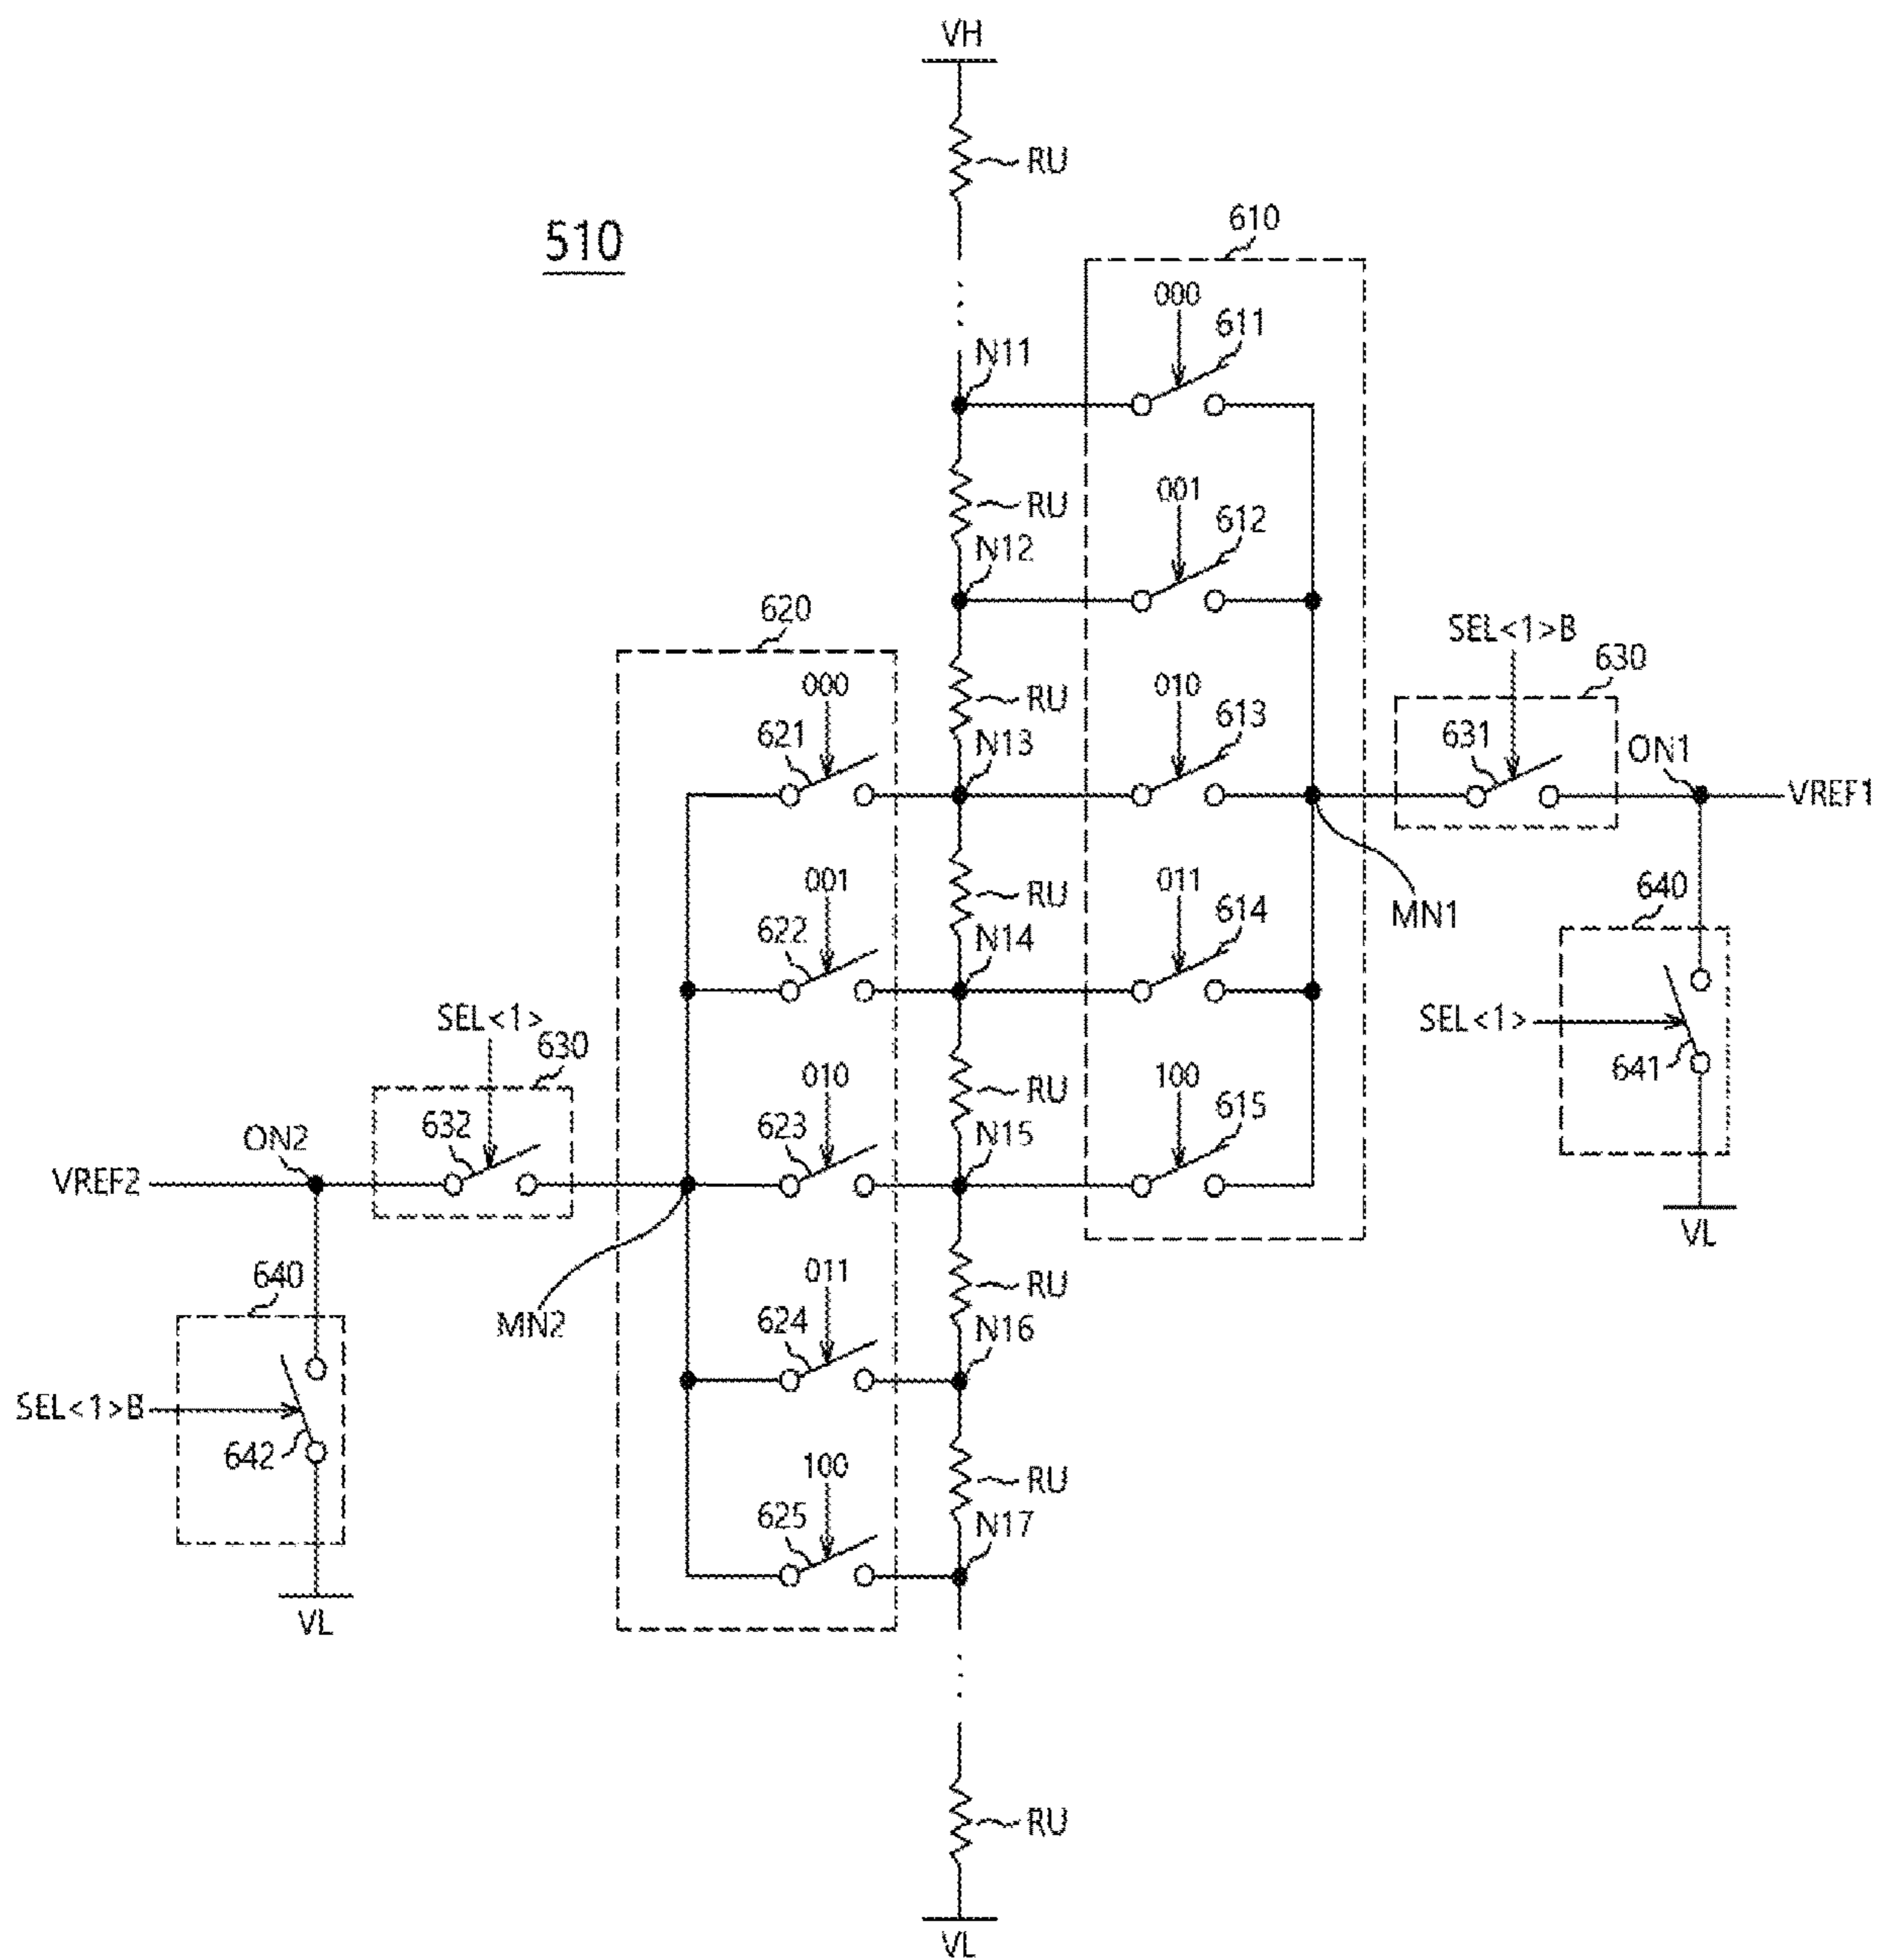 VH
RU
510
610
000
611
N11
RU
001
612
N12
620
SEL<1>B
630
000
RU
010
613
631
ON1
621
N13
VREF1
001
RU
011
614
640
MN1
622
N14
SEL<1>
630
SEL<1>
641
010
RU
100
615
632
ON2
623
N15
VREF2
VL
640
011
RU
MN2
624
N16
SEL<1>B
642
100
RU
625
N17
VL
RU
VL